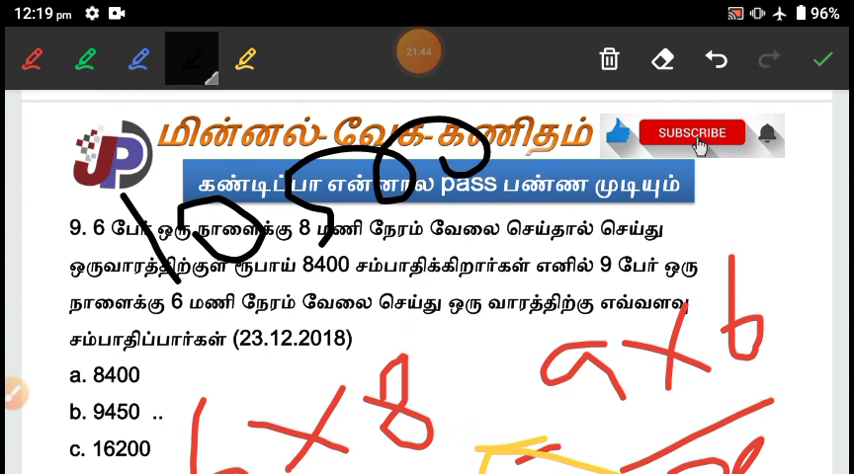 12:19 pm
96%
21:44
மின்னல்-வேக-கணிதம்
SUBSCRIBE
JP
கண்டிப்பா என்னால pass பண்ண முடியும்
10500
9. 6 பேர் ஒரு நாளைக்கு 8 மணி நேரம் வேலை செய்தால் செய்து
ஒருவாரத்திற்குள் ரூபாய் 8400 சம்பாதிக்கிறார்கள் எனில் 9 பேர் ஒரு
நாளைக்கு 6 மணி நேரம் வேலை செய்து ஒரு வாரத்திற்கு எவ்வளவு
சம்பாதிப்பார்கள் (23.12.2018)
a. 8400
b. 9450 ..
c. 16200
6 x 8
a x b